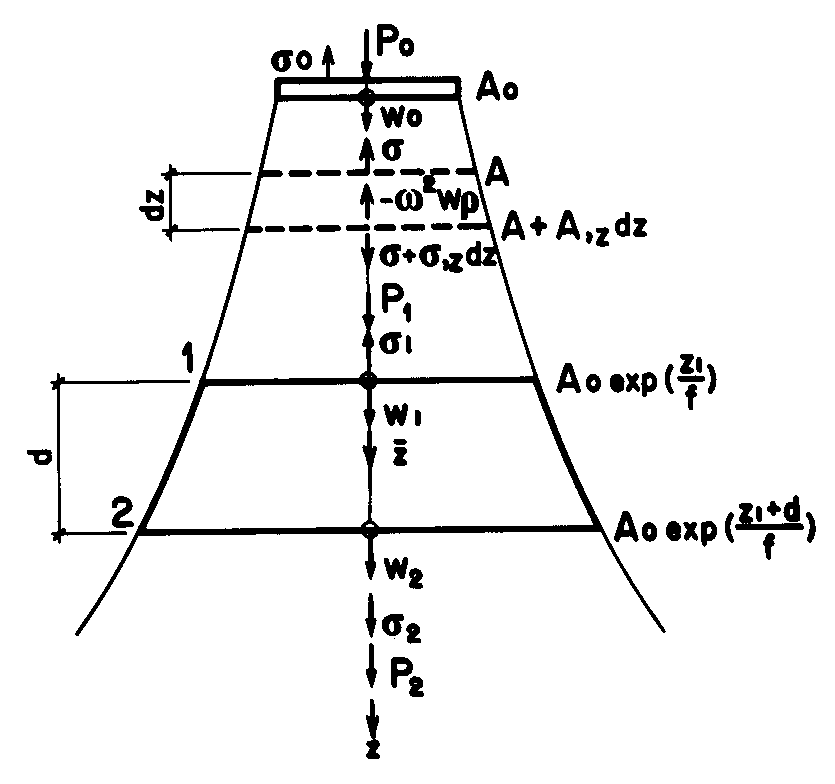 P₀
σ₀
A₀
w₀
σ
A
dz
-ω²wρ
A + A,z dz
σ+σ,z dz
P₁
σ₁
1
A₀ exp(z₁/f)
w₁
z̄
d
2
A₀ exp(z₁+d/f)
w₂
σ₂
P₂
z